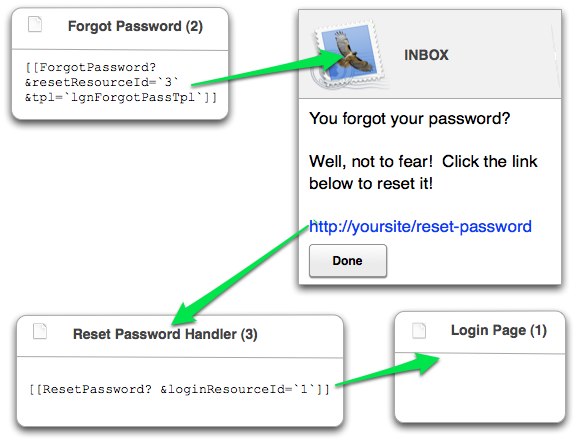 Forgot Password (2)
[[ForgotPassword?
&resetResourceId=`3`
&tpl=`lgnForgotPassTpl`]]
INBOX
You forgot your password?
Well, not to fear! Click the link
below to reset it!
http://yoursite/reset-password
Done
Reset Password Handler (3)
[[ResetPassword? &loginResourceId=`1`]]
Login Page (1)